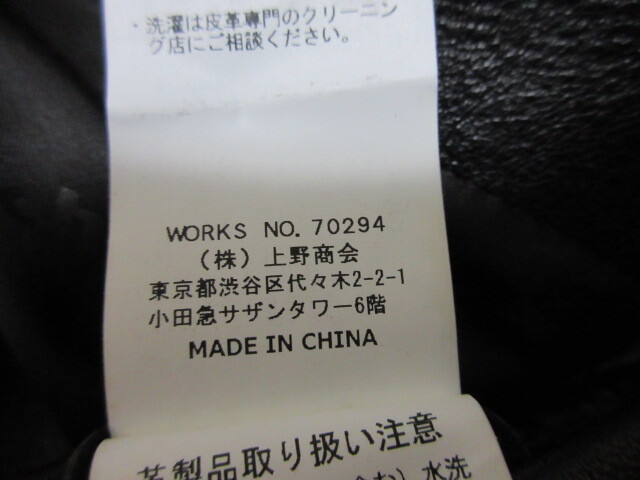 ・洗濯は皮革専門のクリーニン
グ店にご相談ください。
WORKS NO. 70294
（株）上野商会
東京都渋谷区代々木2-2-1
小田急サザンタワー6階
MADE IN CHINA
革製品取り扱い注意
水洗